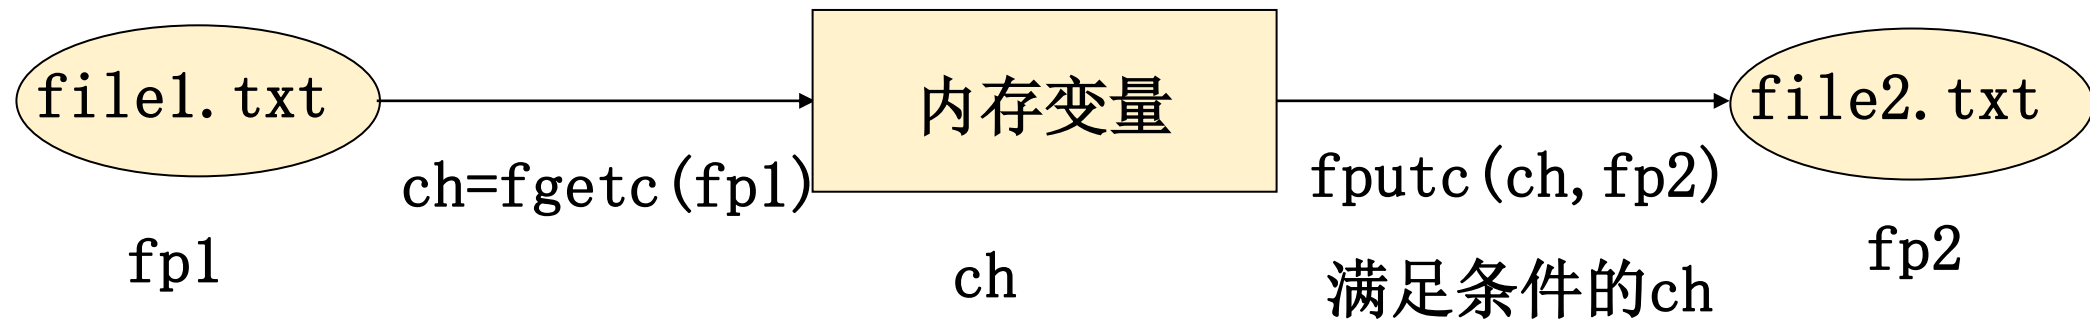 file1.txt
内存变量
file2.txt
ch=fgetc(fp1)
fputc(ch,fp2)
fp1
ch
满足条件的ch
fp2